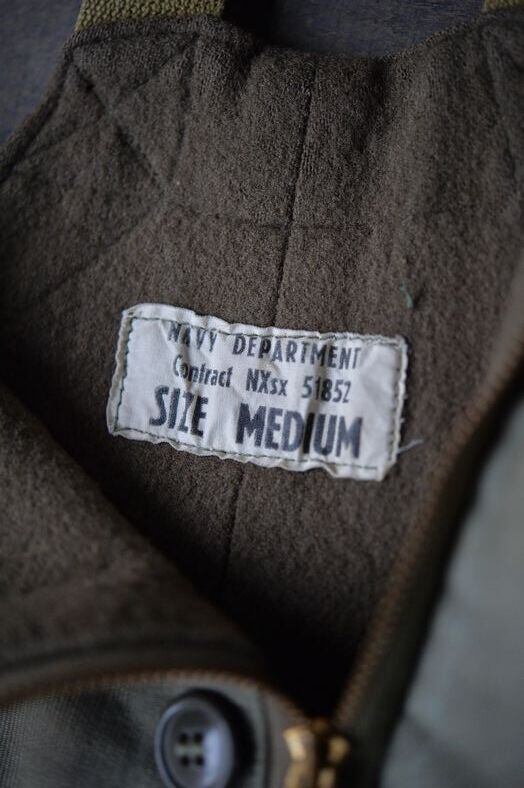 NAVY DEPARTMENT
Contract NXsx 51852
SIZE MEDIUM